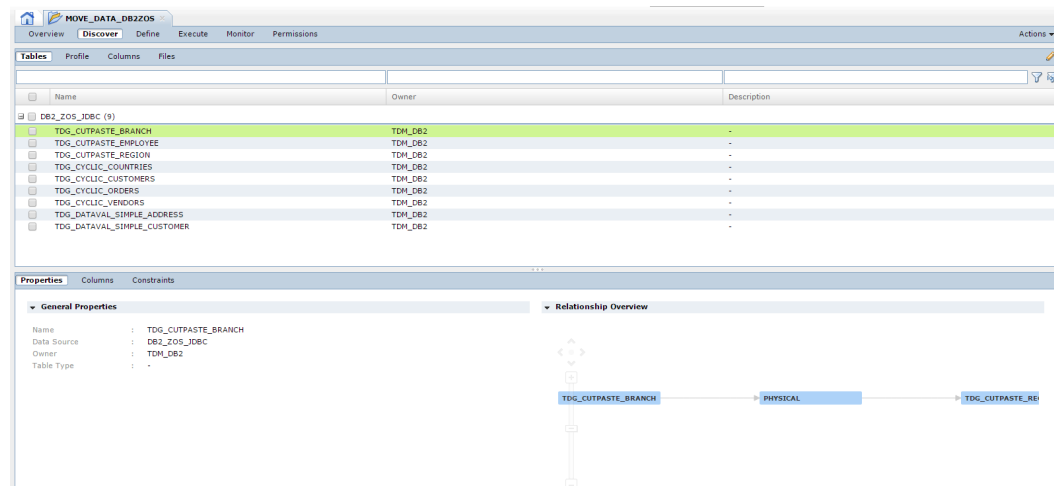 MOVE_DATA_DB2ZOS
Overview Discover Define Execute Monitor Permissions Actions
Tables Profile Columns Files
Name Owner Description
DB2_ZOS_JDBC (9)
TDG_CUTPASTE_BRANCH TDM_DB2 -
TDG_CUTPASTE_EMPLOYEE TDM_DB2 -
TDG_CUTPASTE_REGION TDM_DB2 -
TDG_CYCLIC_COUNTRIES TDM_DB2 -
TDG_CYCLIC_CUSTOMERS TDM_DB2 -
TDG_CYCLIC_ORDERS TDM_DB2 -
TDG_CYCLIC_VENDORS TDM_DB2 -
TDG_DATAVAL_SIMPLE_ADDRESS TDM_DB2 -
TDG_DATAVAL_SIMPLE_CUSTOMER TDM_DB2 -
Properties Columns Constraints
General Properties Relationship Overview
Name : TDG_CUTPASTE_BRANCH
Data Source : DB2_ZOS_JDBC
Owner : TDM_DB2
Table Type : -
TDG_CUTPASTE_BRANCH PHYSICAL TDG_CUTPASTE_RE